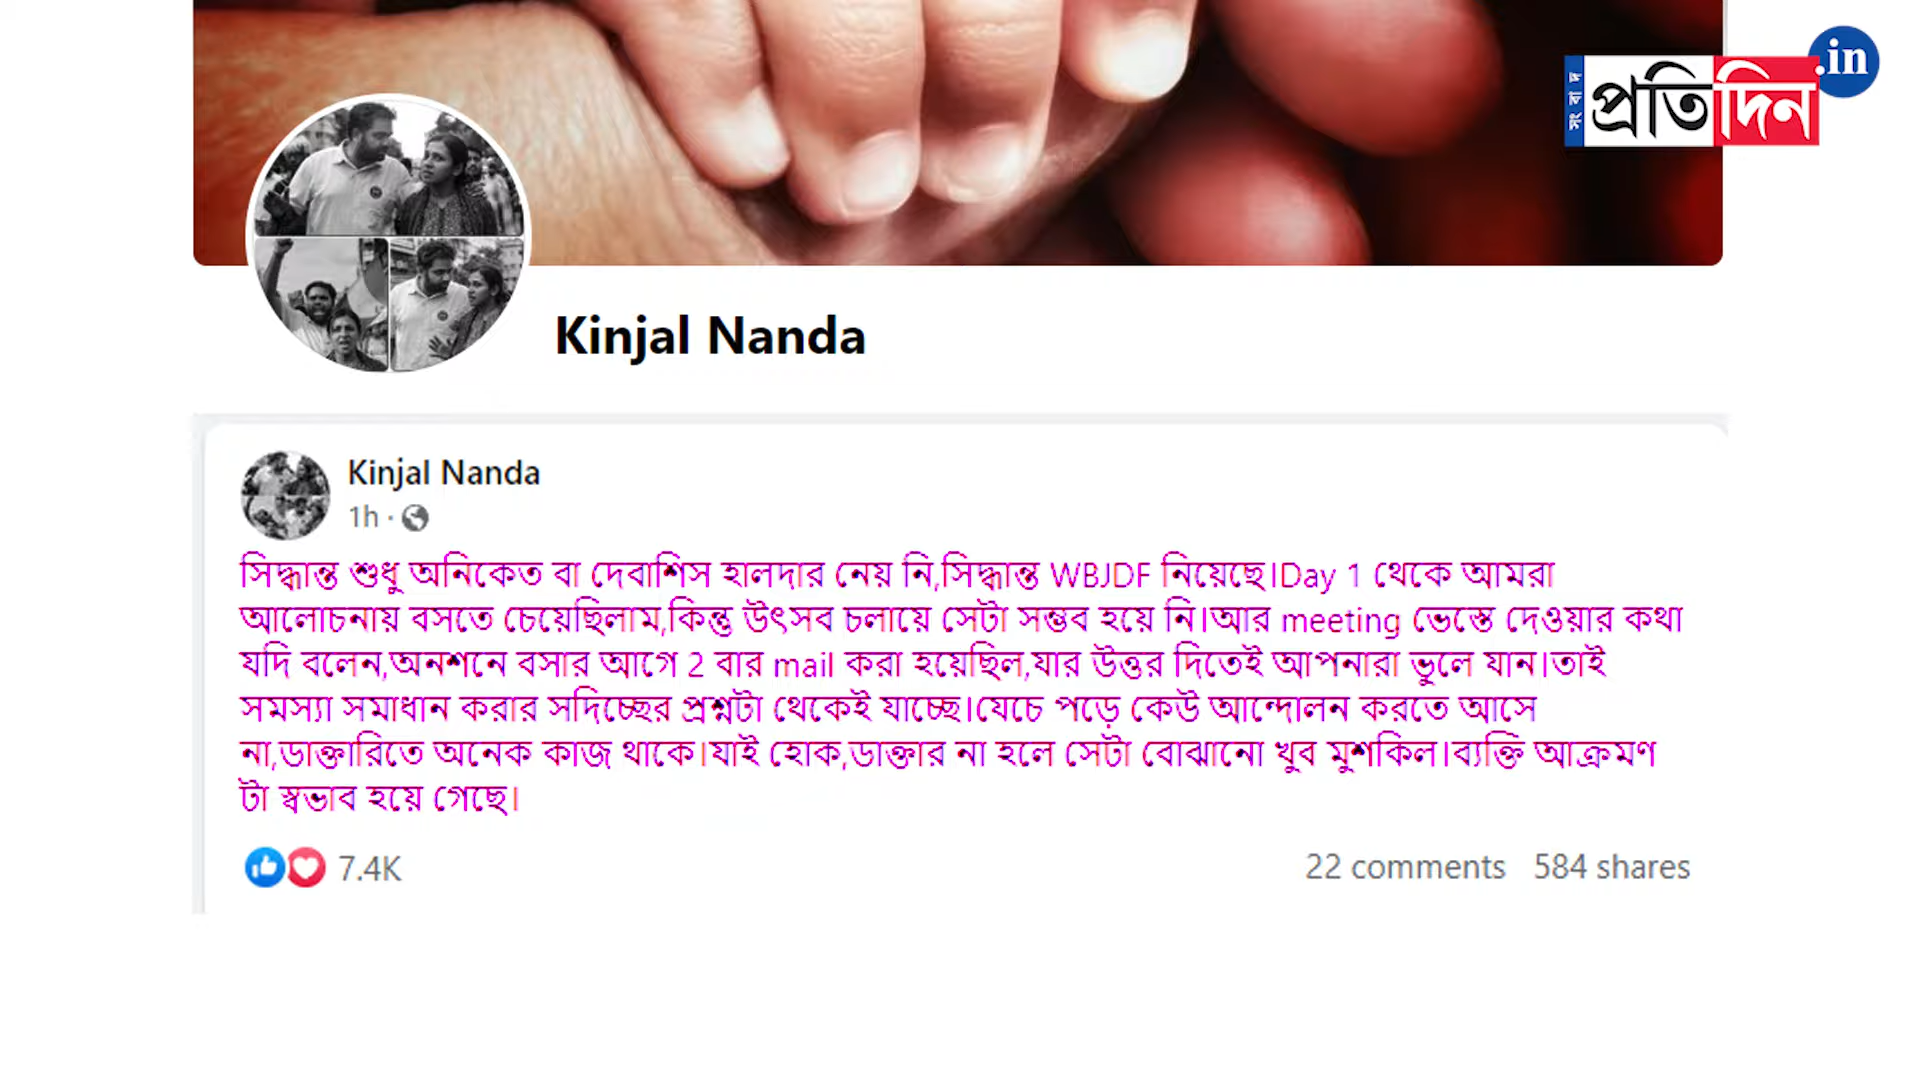 সংবাদ প্রতিদিন .in
Kinjal Nanda
Kinjal Nanda
1h ·
সিদ্ধান্ত শুধু অনিকেত বা দেবাশিস হালদার নেয় নি,সিদ্ধান্ত WBJDF নিয়েছে।Day 1 থেকে আমরা
আলোচনায় বসতে চেয়েছিলাম,কিন্তু উৎসব চলায়ে সেটা সম্ভব হয়ে নি।আর meeting ভেস্তে দেওয়ার কথা
যদি বলেন,অনশনে বসার আগে 2 বার mail করা হয়েছিল,যার উত্তর দিতেই আপনারা ভুলে যান।তাই
সমস্যা সমাধান করার সদিচ্ছের প্রশ্নটা থেকেই যাচ্ছে।যেচে পড়ে কেউ আন্দোলন করতে আসে
না,ডাক্তারিতে অনেক কাজ থাকে।যাই হোক,ডাক্তার না হলে সেটা বোঝানো খুব মুশকিল।ব্যক্তি আক্রমণ
টা স্বভাব হয়ে গেছে।
7.4K 22 comments 584 shares